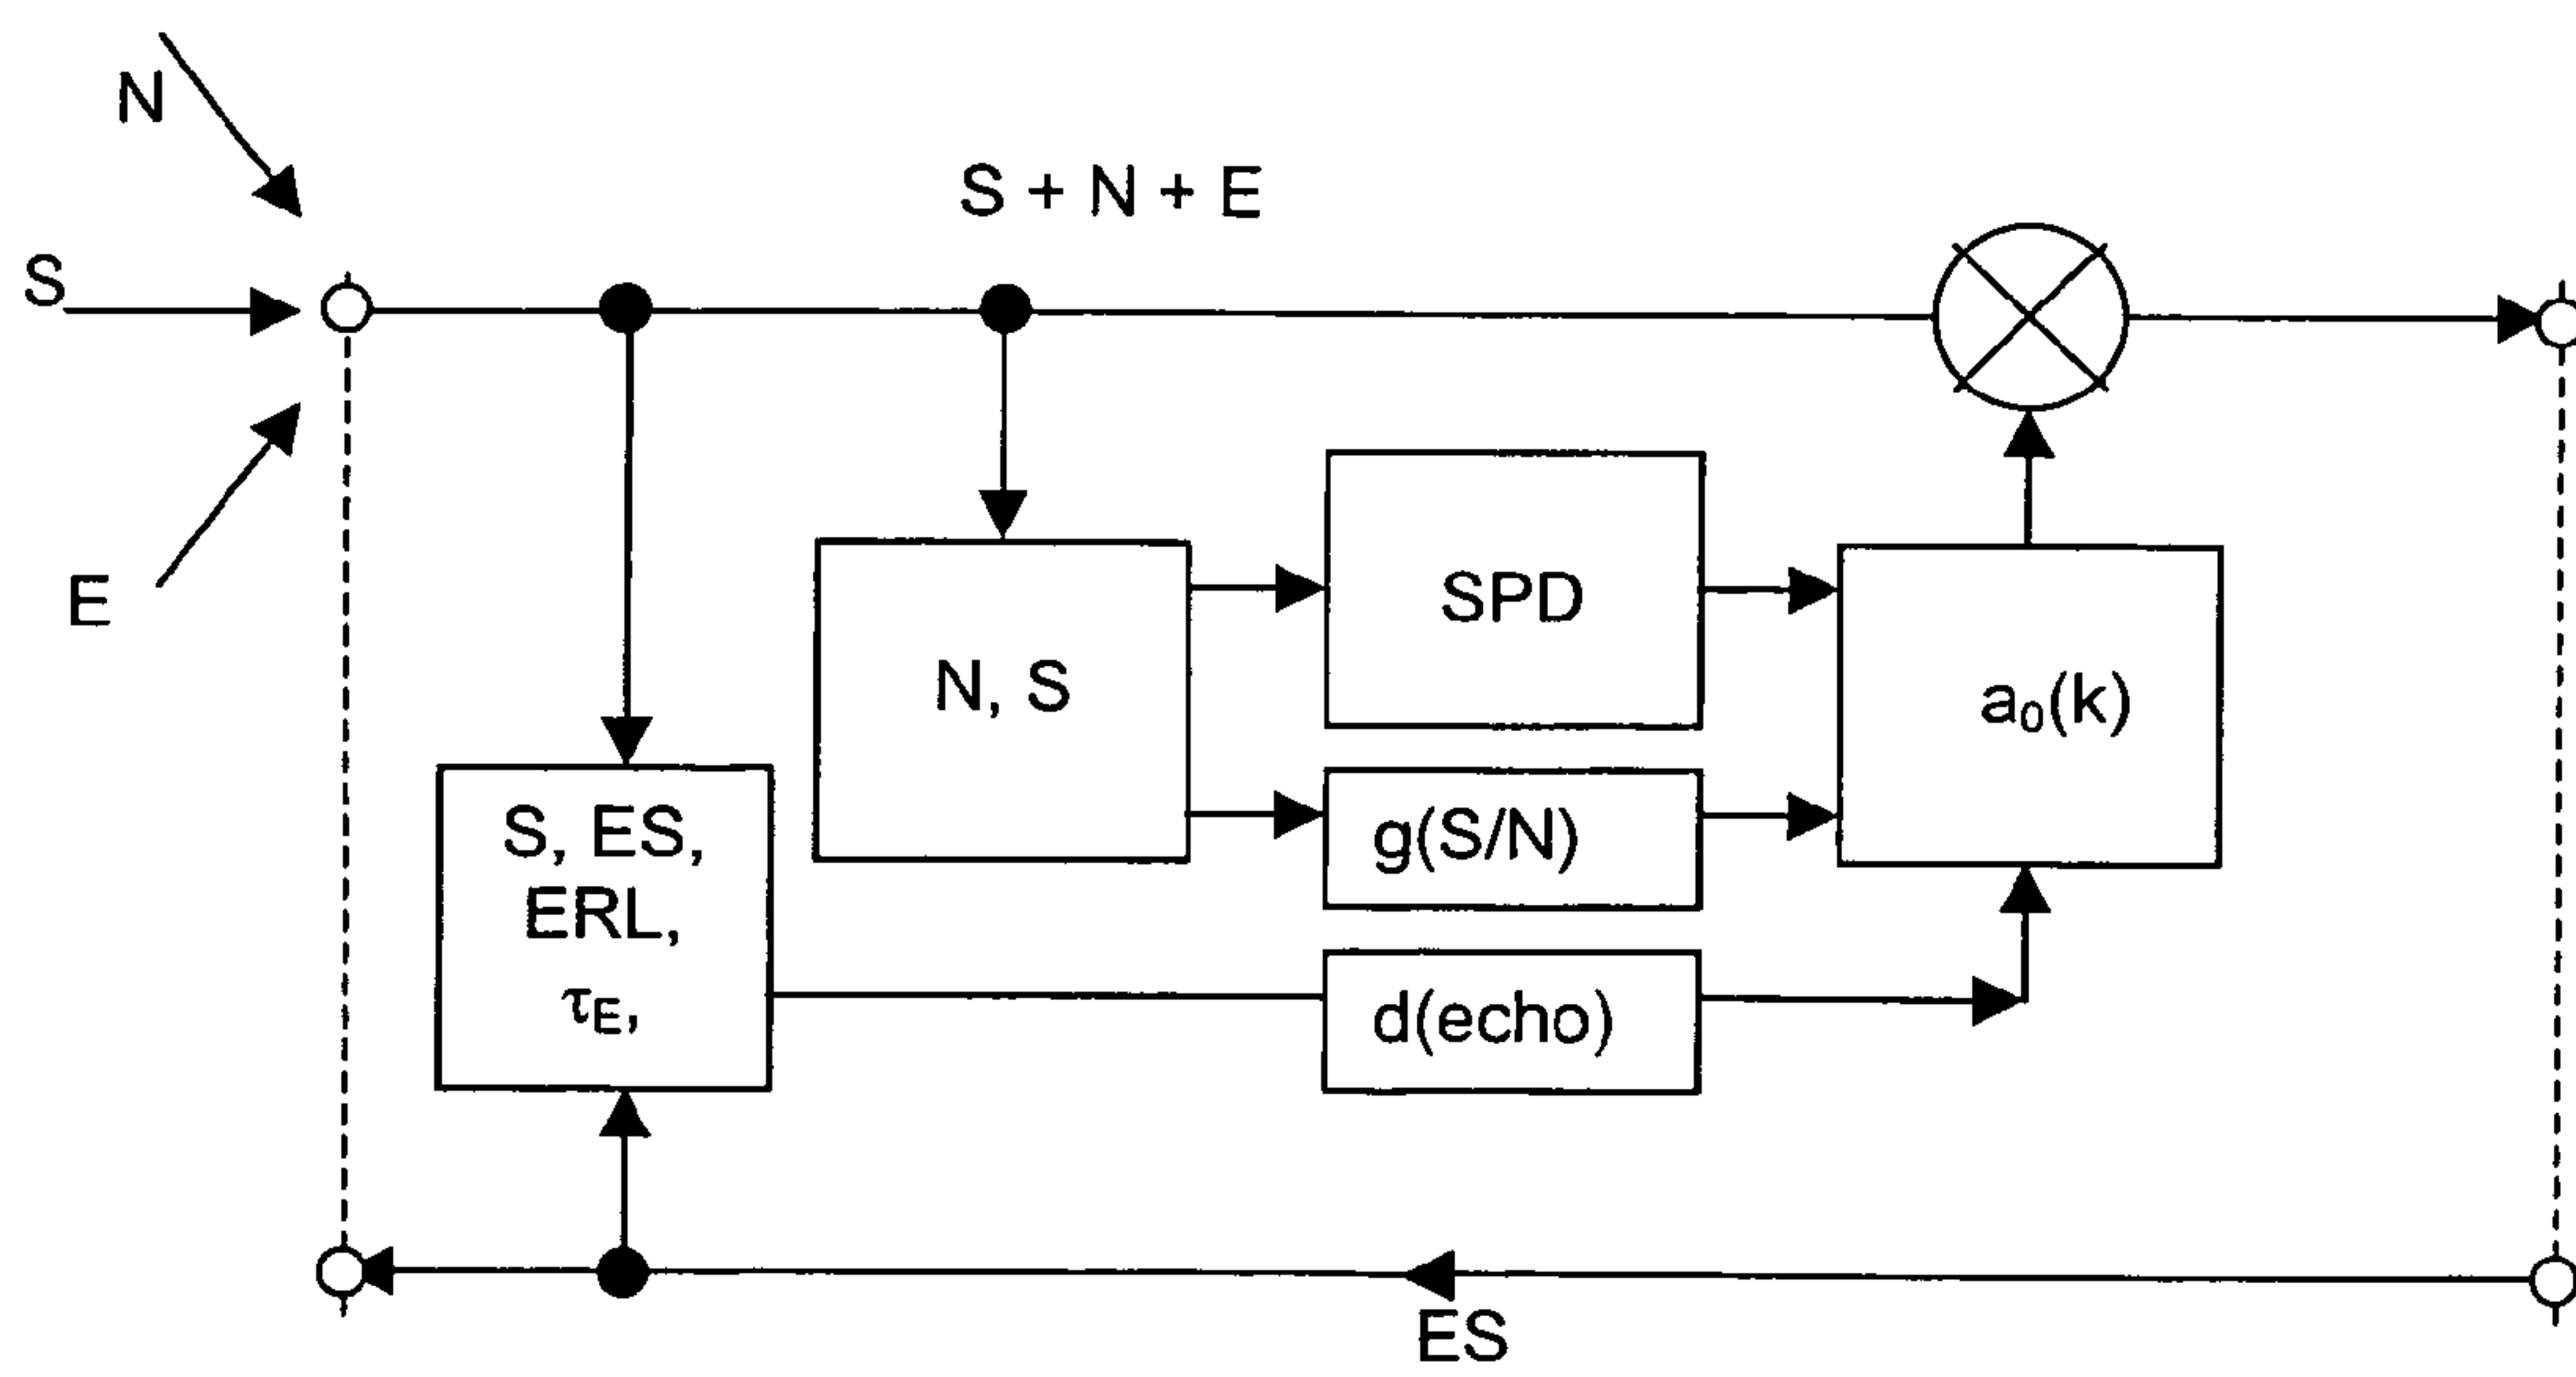 N
S + N + E
S
E
SPD
N, S
a₀(k)
g(S/N)
S, ES,
ERL,
τE,
d(echo)
ES